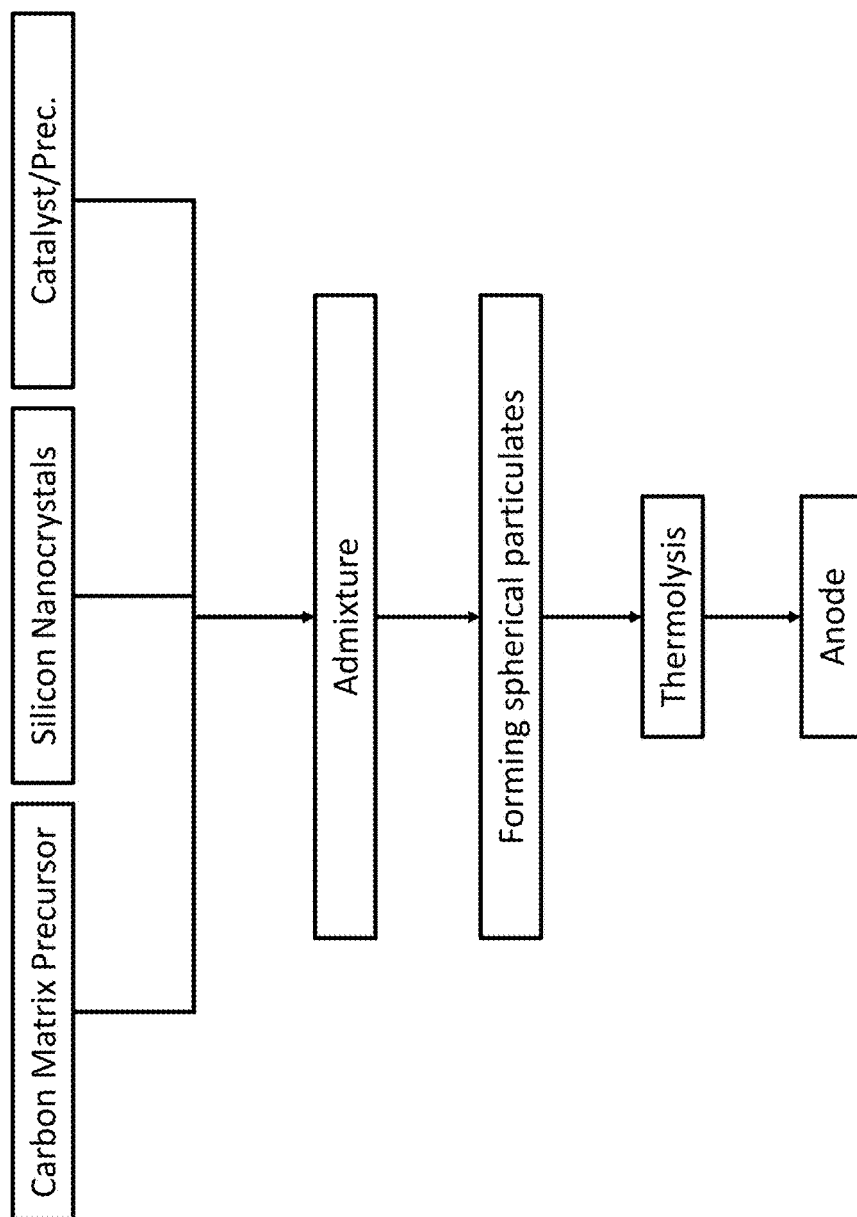 Carbon Matrix Precursor
Silicon Nanocrystals
Catalyst/Prec.
Admixture
Forming spherical particulates
Thermolysis
Anode